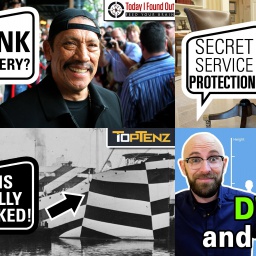 Today I Found Out
NK
ERY?
SECRET
SERVICE
PROTECTION
TOPTENZ
IS
LLY
KED!
D
and